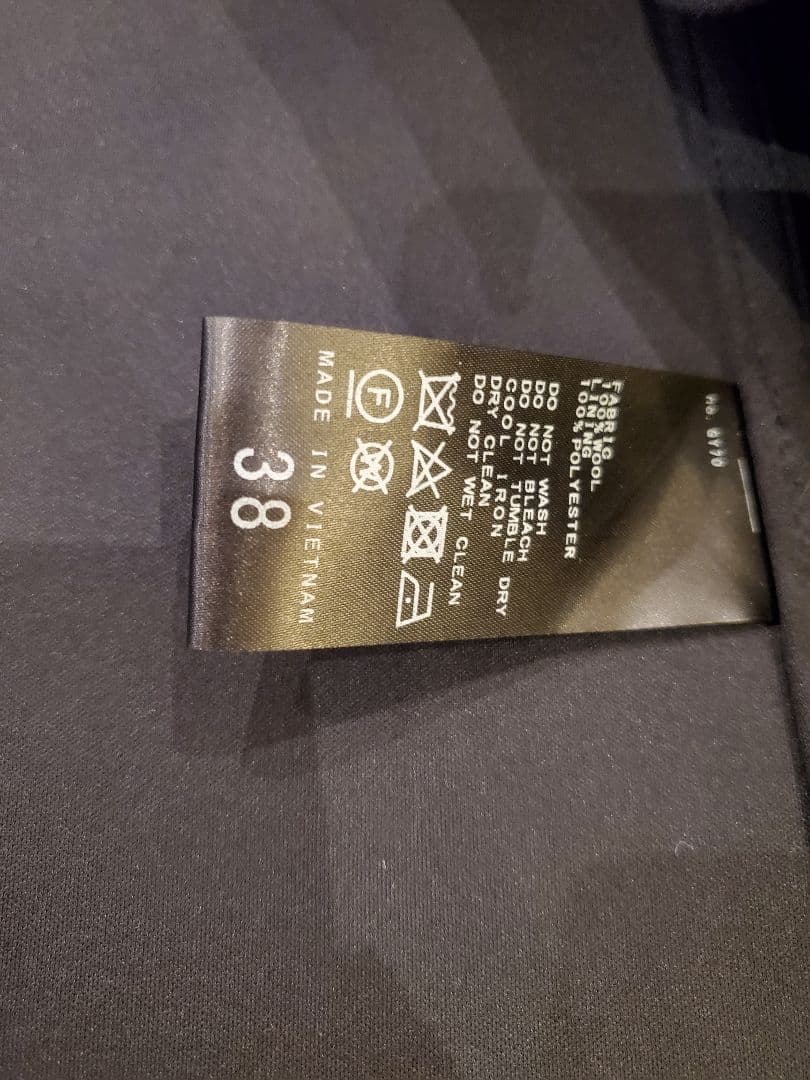 FABRIC
100% WOOL
LINING
100% POLYESTER
DO NOT WASH
DO NOT BLEACH
DO NOT TUMBLE DRY
COOL IRON
DRY CLEAN
DO NOT WET CLEAN
F
W
MADE IN VIETNAM
38